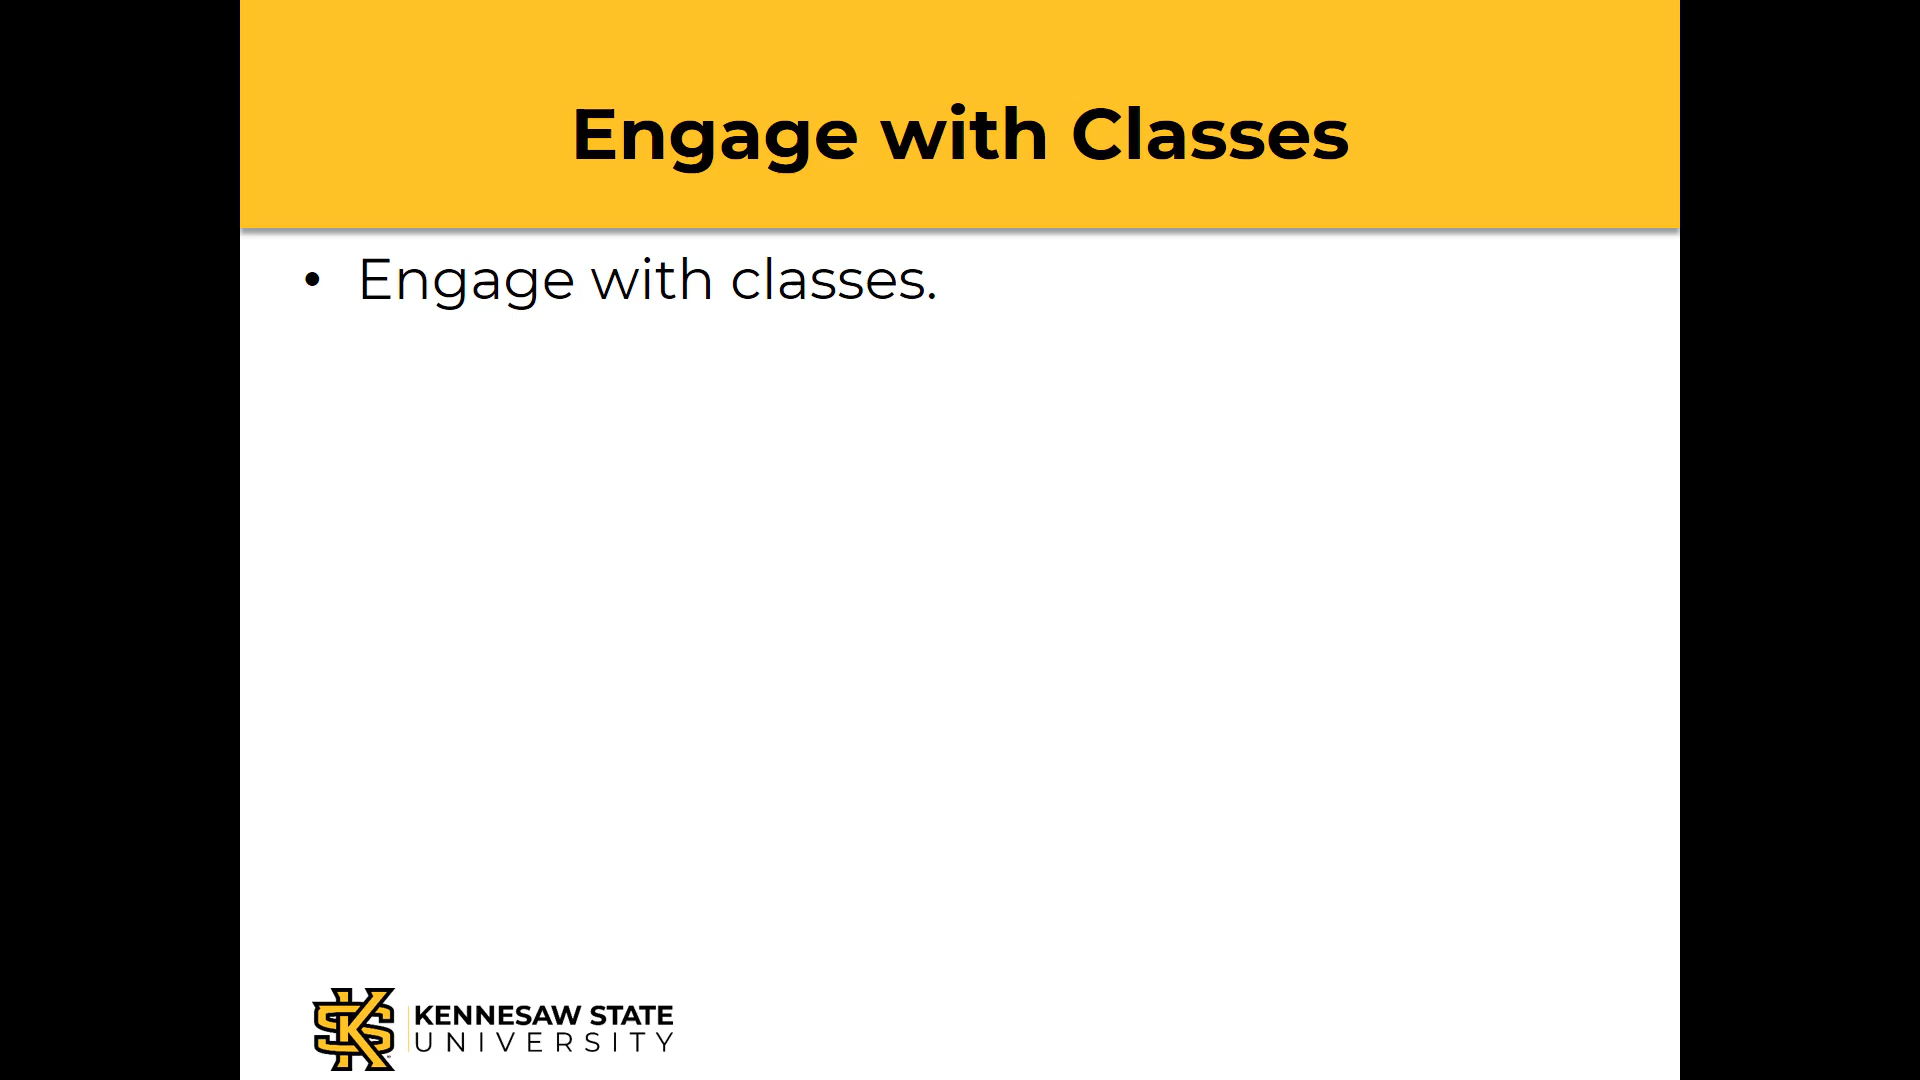 Engage with Classes
• Engage with classes.
KENNESAW STATE
UNIVERSITY